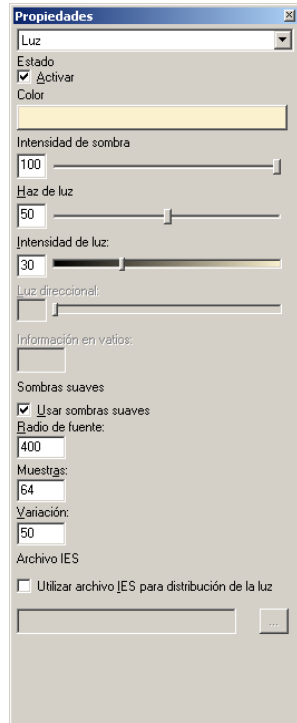 Propiedades
Luz
Estado
Activar
Color
Intensidad de sombra
100
Haz de luz
50
Intensidad de luz:
30
Luz direccional:
Información en vatios:
Sombras suaves
Usar sombras suaves
Radio de fuente:
400
Muestras:
64
Variación:
50
Archivo IES
Utilizar archivo IES para distribución de la luz
...